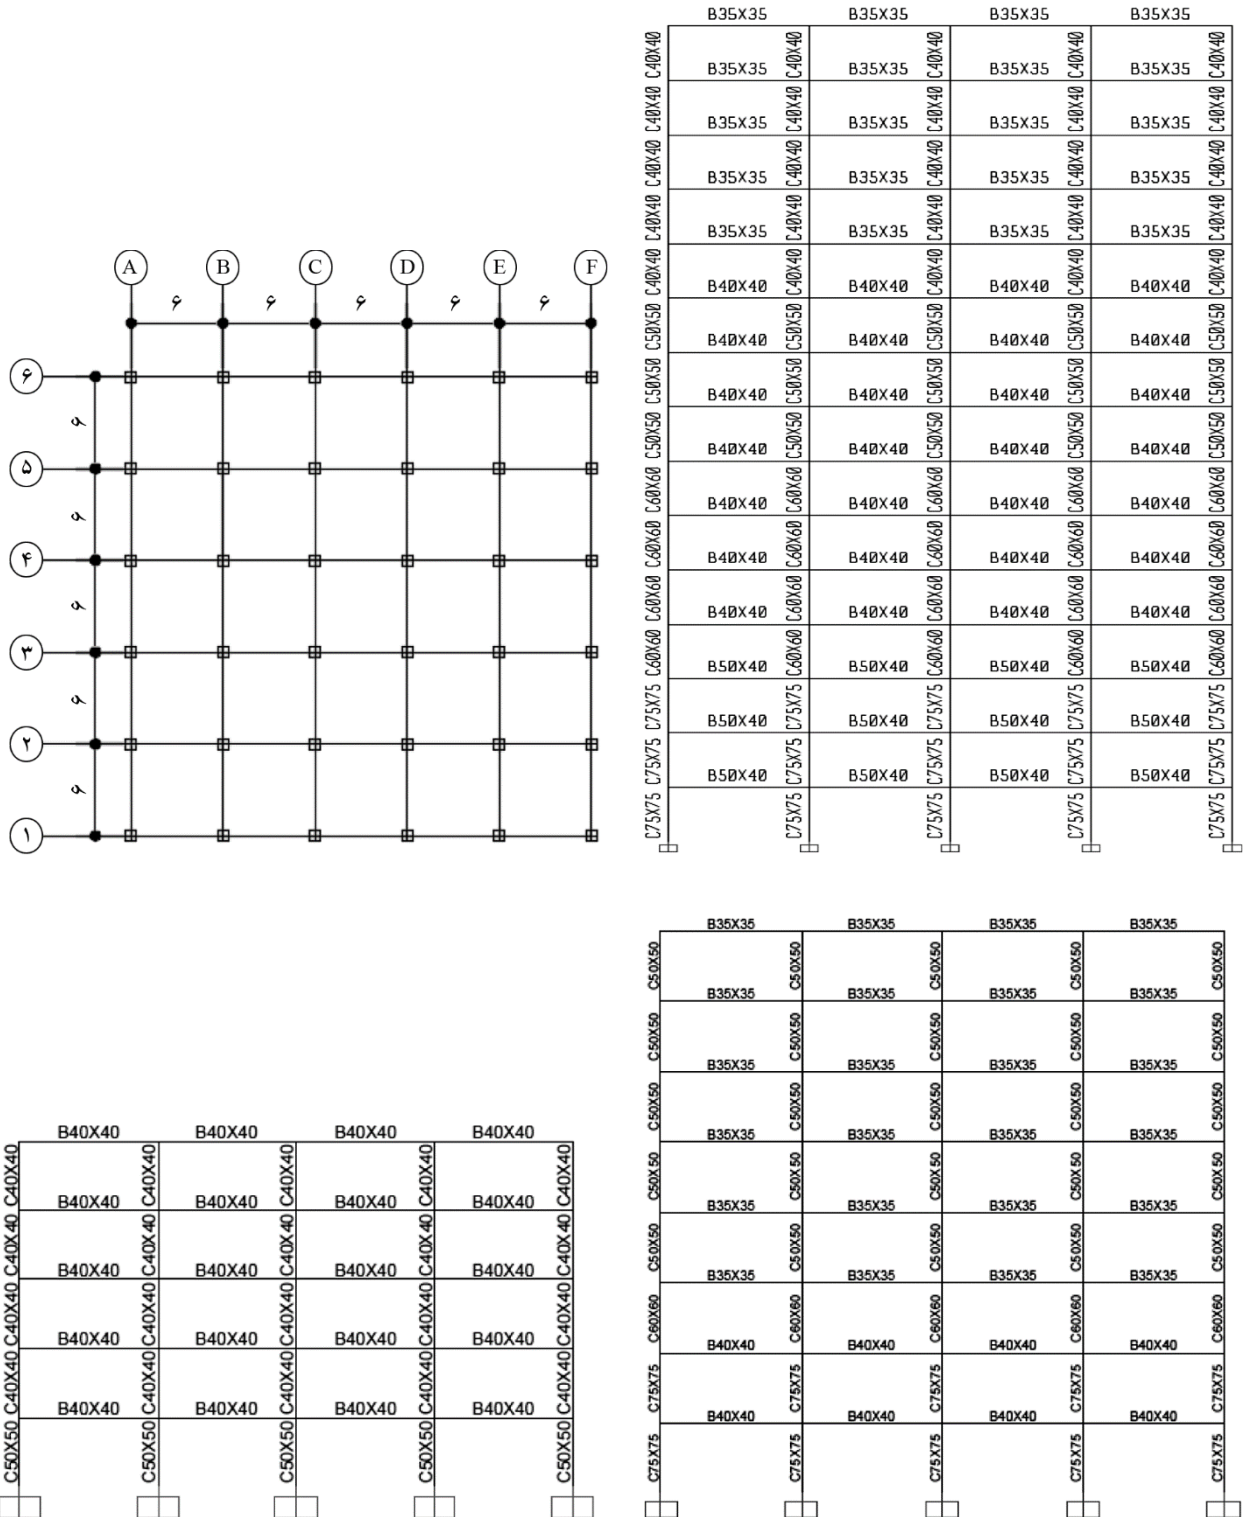 A B C D E F
۶ ۶ ۶ ۶ ۶
۶
۶
۵
۶
۴
۶
۳
۶
۲
۶
۱
B35X35 B35X35 B35X35 B35X35
C40X40 B35X35 C40X40 B35X35 C40X40 B35X35 C40X40 B35X35 C40X40
C40X40 B35X35 C40X40 B35X35 C40X40 B35X35 C40X40 B35X35 C40X40
C40X40 B35X35 C40X40 B35X35 C40X40 B35X35 C40X40 B35X35 C40X40
C40X40 B35X35 C40X40 B35X35 C40X40 B35X35 C40X40 B35X35 C40X40
C40X40 B40X40 C40X40 B40X40 C40X40 B40X40 C40X40 B40X40 C40X40
C50X50 B40X40 C50X50 B40X40 C50X50 B40X40 C50X50 B40X40 C50X50
C50X50 B40X40 C50X50 B40X40 C50X50 B40X40 C50X50 B40X40 C50X50
C50X50 B40X40 C50X50 B40X40 C50X50 B40X40 C50X50 B40X40 C50X50
C60X60 B40X40 C60X60 B40X40 C60X60 B40X40 C60X60 B40X40 C60X60
C60X60 B40X40 C60X60 B40X40 C60X60 B40X40 C60X60 B40X40 C60X60
C60X60 B40X40 C60X60 B40X40 C60X60 B40X40 C60X60 B40X40 C60X60
C60X60 B50X40 C60X60 B50X40 C60X60 B50X40 C60X60 B50X40 C60X60
C75X75 B50X40 C75X75 B50X40 C75X75 B50X40 C75X75 B50X40 C75X75
C75X75 B50X40 C75X75 B50X40 C75X75 B50X40 C75X75 B50X40 C75X75
C75X75 C75X75 C75X75 C75X75 C75X75
B40X40 B40X40 B40X40 B40X40
C40X40 B40X40 C40X40 B40X40 C40X40 B40X40 C40X40 B40X40 C40X40
C40X40 B40X40 C40X40 B40X40 C40X40 B40X40 C40X40 B40X40 C40X40
C40X40 B40X40 C40X40 B40X40 C40X40 B40X40 C40X40 B40X40 C40X40
C40X40 B40X40 C40X40 B40X40 C40X40 B40X40 C40X40 B40X40 C40X40
C50X50 C50X50 C50X50 C50X50 C50X50
B35X35 B35X35 B35X35 B35X35
C50X50 B35X35 C50X50 B35X35 C50X50 B35X35 C50X50 B35X35 C50X50
C50X50 B35X35 C50X50 B35X35 C50X50 B35X35 C50X50 B35X35 C50X50
C50X50 B35X35 C50X50 B35X35 C50X50 B35X35 C50X50 B35X35 C50X50
C50X50 B35X35 C50X50 B35X35 C50X50 B35X35 C50X50 B35X35 C50X50
C50X50 B35X35 C50X50 B35X35 C50X50 B35X35 C50X50 B35X35 C50X50
C60X60 B40X40 C60X60 B40X40 C60X60 B40X40 C60X60 B40X40 C60X60
C75X75 B40X40 C75X75 B40X40 C75X75 B40X40 C75X75 B40X40 C75X75
C75X75 C75X75 C75X75 C75X75 C75X75